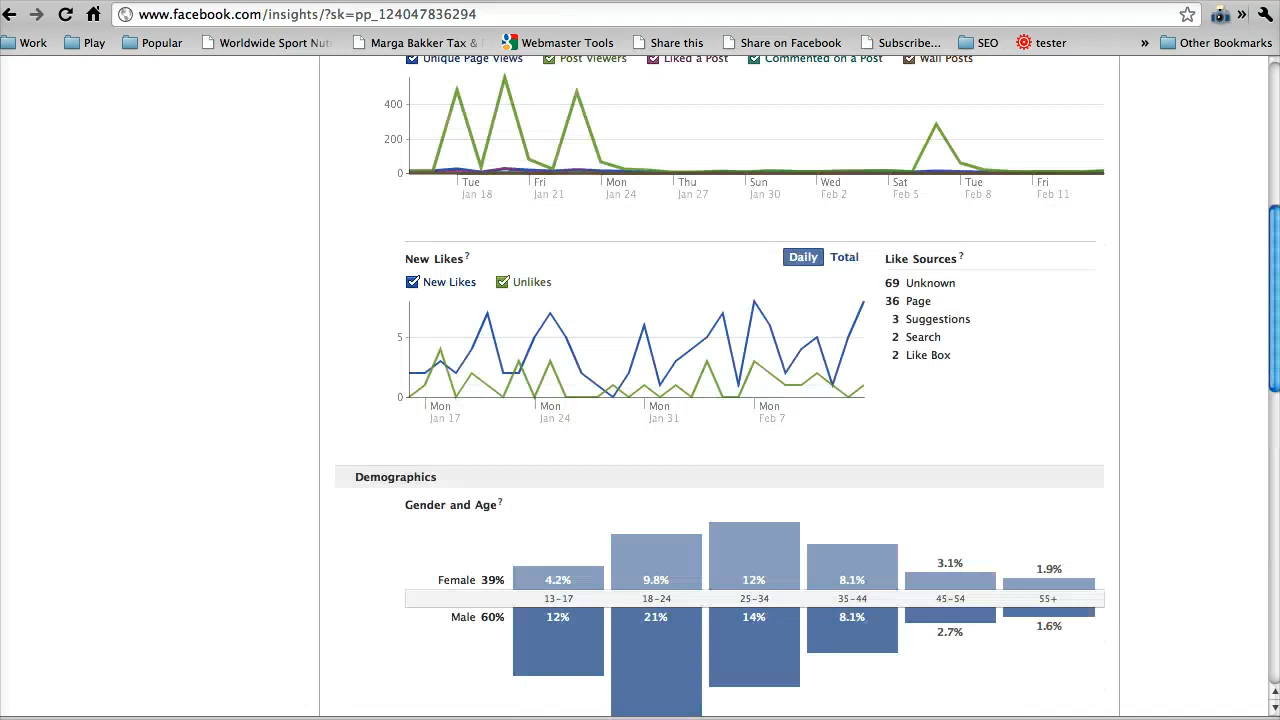 www.facebook.com/insights/?sk=pp_124047836294
Work Play Popular Worldwide Sport Nut Marga Bakker Tax & Webmaster Tools Share this Share on Facebook Subscribe... SEO tester » Other Bookmarks
Unique Page Views Post Viewers Liked a Post Commented on a Post Wall Posts
400
200
0
Tue Fri Mon Thu Sun Wed Sat Tue Fri
Jan 18 Jan 21 Jan 24 Jan 27 Jan 30 Feb 2 Feb 5 Feb 8 Feb 11
New Likes? Daily Total Like Sources?
New Likes Unlikes
69 Unknown
36 Page
3 Suggestions
2 Search
2 Like Box
5
0
Mon Mon Mon Mon
Jan 17 Jan 24 Jan 31 Feb 7
Demographics
Gender and Age?
3.1% 1.9%
Female 39% 4.2% 9.8% 12% 8.1%
13-17 18-24 25-34 35-44 45-54 55+
Male 60% 12% 21% 14% 8.1%
2.7% 1.6%